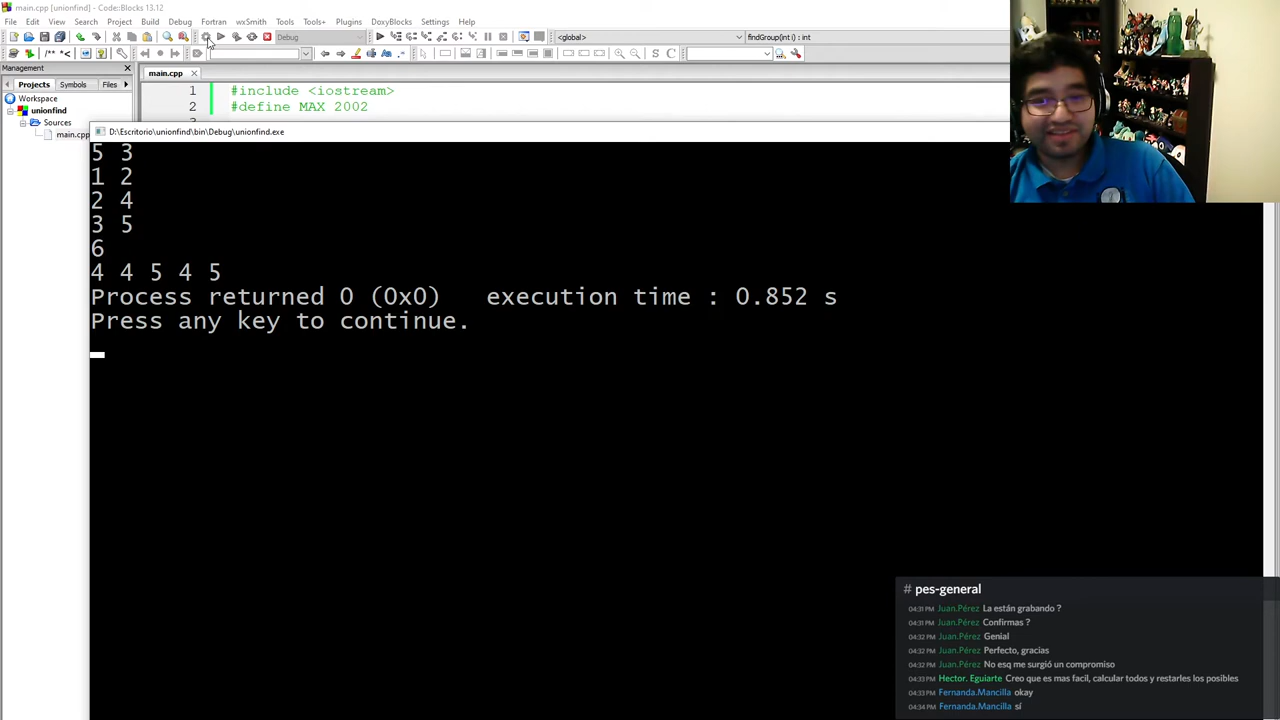 main.cpp [unionfind] - Code::Blocks 13.12
File Edit View Search Project Build Debug Fortran wxSmith Tools Tools+ Plugins DoxyBlocks Settings Help
Debug
<global>
findGroup(int i) : int
/** *<
S C
Management
Projects Symbols Files
Workspace
unionfind
Sources
main.cpp
main.cpp
1 #include <iostream>
2 #define MAX 2002
D:\Escritorio\unionfind\bin\Debug\unionfind.exe
5 3
1 2
2 4
3 5
6
4 4 5 4 5
Process returned 0 (0x0) execution time : 0.852 s
Press any key to continue.
# pes-general
04:31 PM Juan.Pérez La están grabando ?
04:31 PM Juan.Pérez Confirmas ?
04:32 PM Juan.Pérez Genial
04:32 PM Juan.Pérez Perfecto, gracias
04:32 PM Juan.Pérez No esq me surgió un compromiso
04:33 PM Hector. Eguiarte Creo que es mas facil, calcular todos y restarles los posibles
04:33 PM Fernanda.Mancilla okay
04:34 PM Fernanda.Mancilla sí